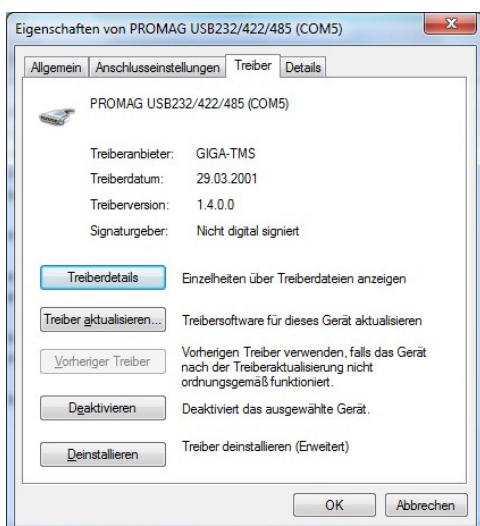 Eigenschaften von PROMAG USB232/422/485 (COM5)
Allgemein Anschlusseinstellungen Treiber Details
PROMAG USB232/422/485 (COM5)
Treiberanbieter: GIGA-TMS
Treiberdatum: 29.03.2001
Treiberversion: 1.4.0.0
Signaturgeber: Nicht digital signiert
Treiberdetails Einzelheiten über Treiberdateien anzeigen
Treiber aktualisieren... Treibersoftware für dieses Gerät aktualisieren
Vorheriger Treiber Vorherigen Treiber verwenden, falls das Gerät
nach der Treiberaktualisierung nicht
ordnungsgemäß funktioniert.
Deaktivieren Deaktiviert das ausgewählte Gerät.
Deinstallieren Treiber deinstallieren (Erweitert)
OK Abbrechen